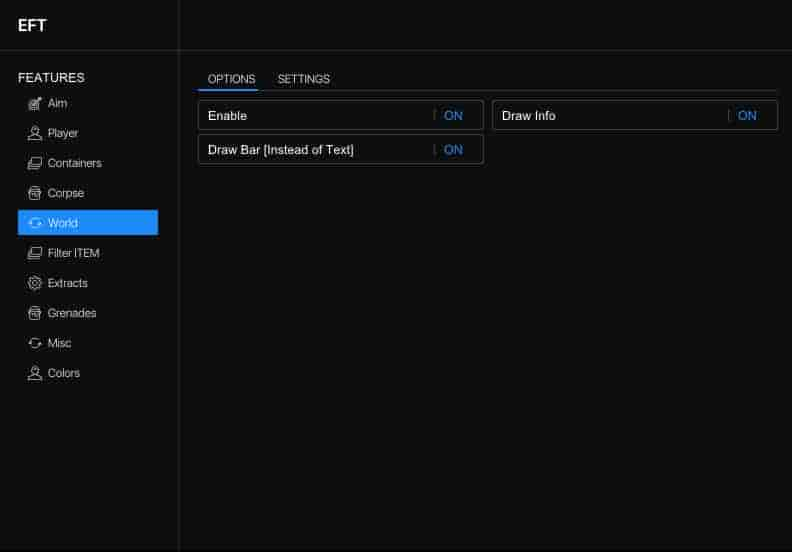 EFT
FEATURES
Aim
Player
Containers
Corpse
World
Filter ITEM
Extracts
Grenades
Misc
Colors
OPTIONS SETTINGS
Enable | ON
Draw Info | ON
Draw Bar [Instead of Text] | ON